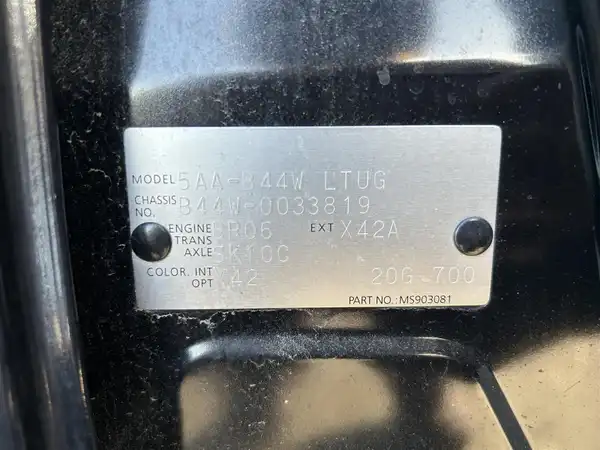 MODEL 5AA-B44W LTUG
CHASSIS NO. B44W-0033819
ENGINE BR06 EXT X42A
TRANS AXLE
COLOR. INT X42 20G-700
OPT
PART NO.: MS903081